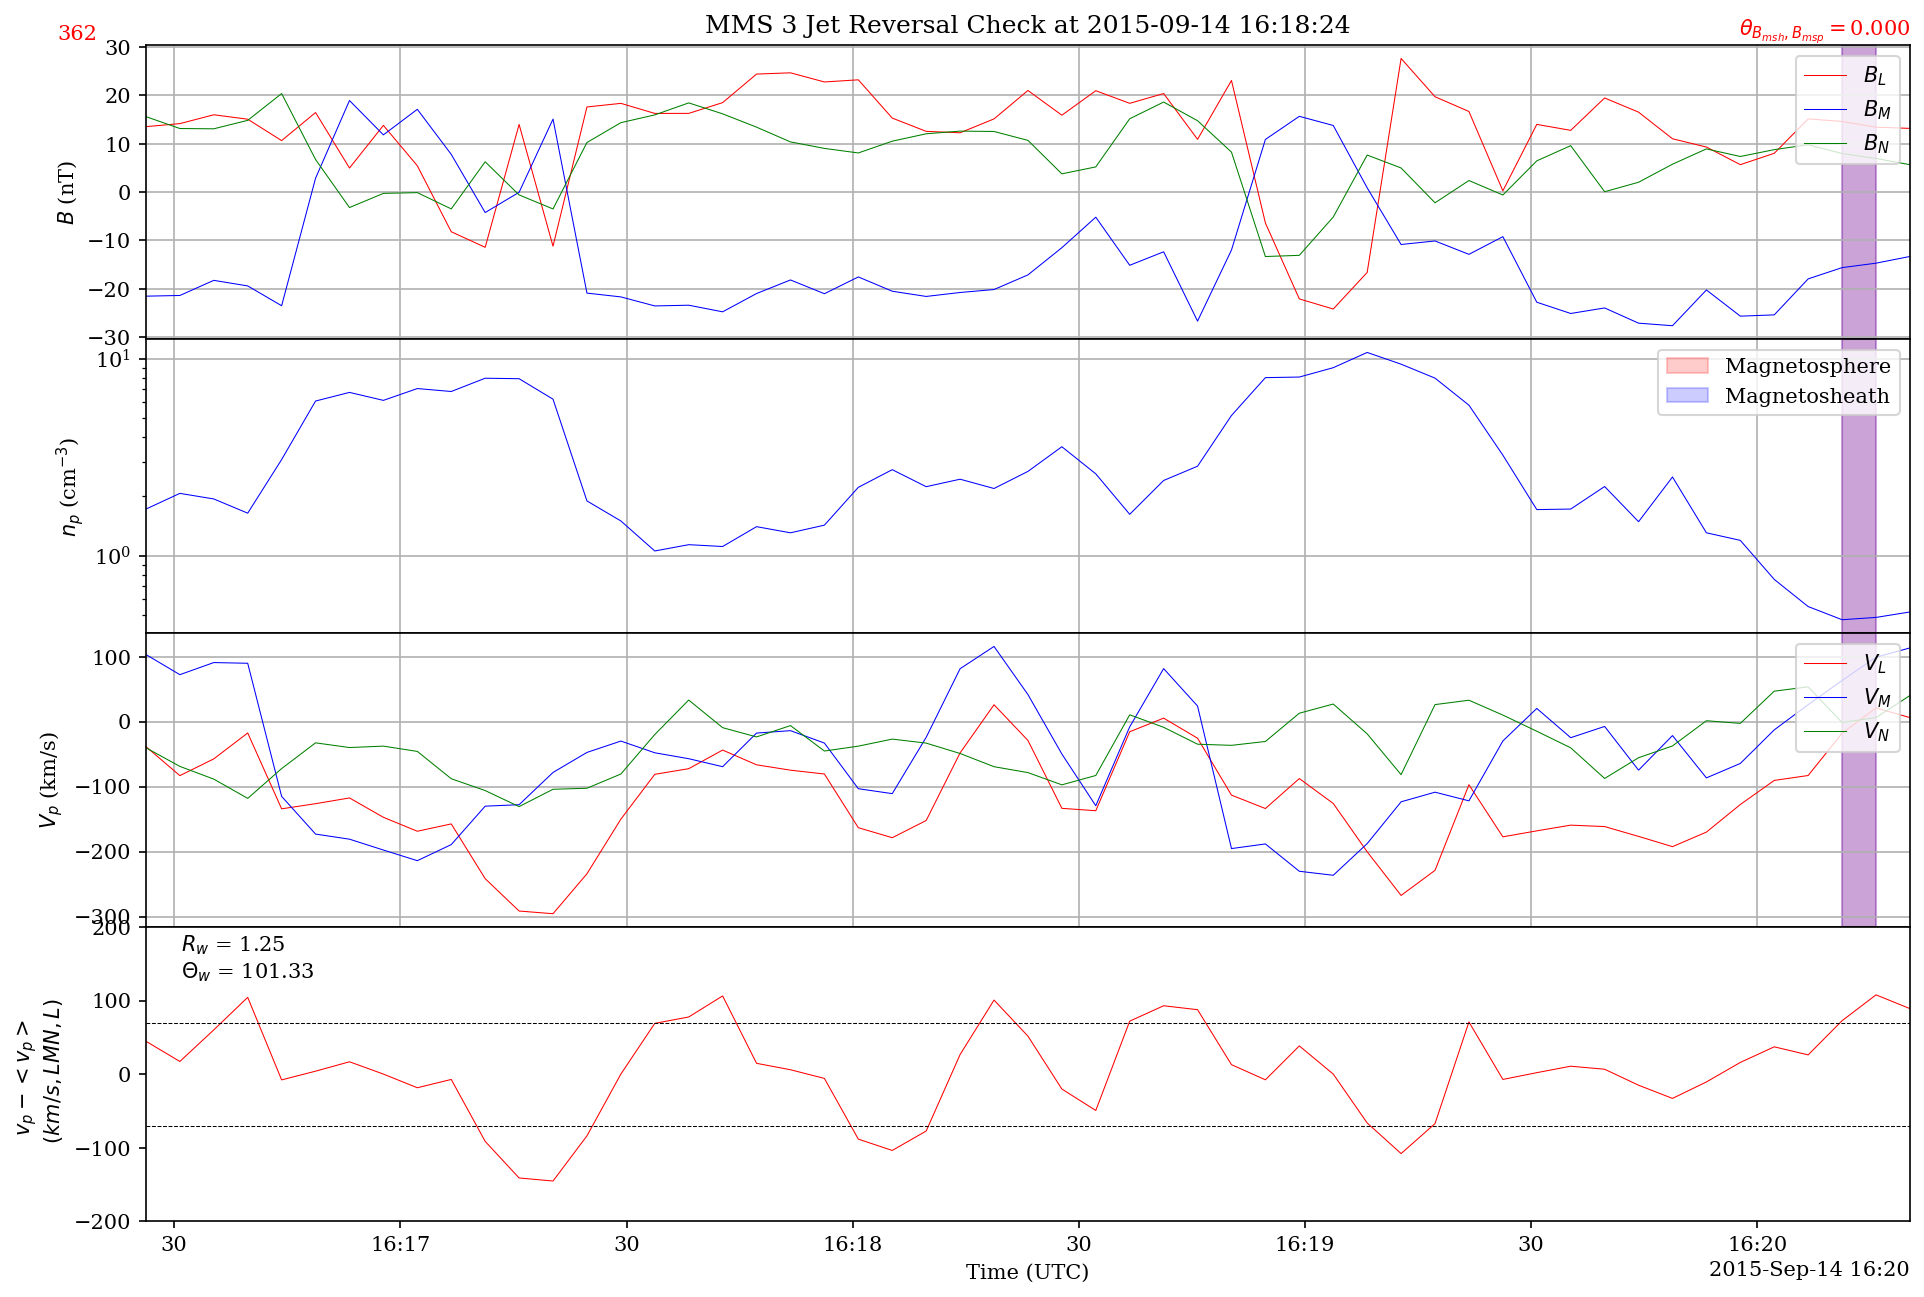 MMS 3 Jet Reversal Check at 2015-09-14 16:18:24
362
θ_{B_{msh}, B_{msp}} = 0.000
30
20
10
0
−10
−20
−30
B (nT)
B_L
B_M
B_N
10^1
10^0
n_p (cm^{−3})
Magnetosphere
Magnetosheath
100
0
−100
−200
−300
V_p (km/s)
V_L
V_M
V_N
200
100
0
−100
−200
v_p − < v_p >
(km/s, LMN, L)
R_w = 1.25
Θ_w = 101.33
30
16:17
30
16:18
30
16:19
30
16:20
Time (UTC)
2015-Sep-14 16:20